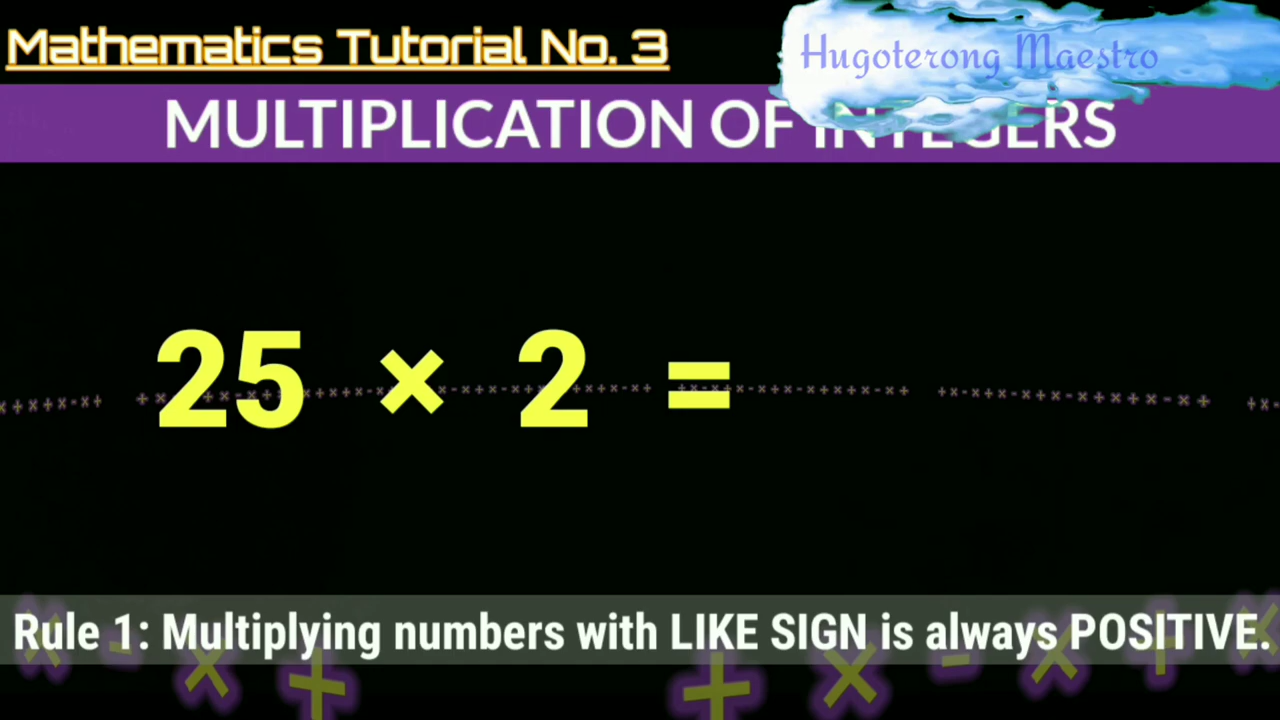 Mathematics Tutorial No. 3
Hugoterong Maestro
MULTIPLICATION OF INTEGERS
25 × 2 =
Rule 1: Multiplying numbers with LIKE SIGN is always POSITIVE.